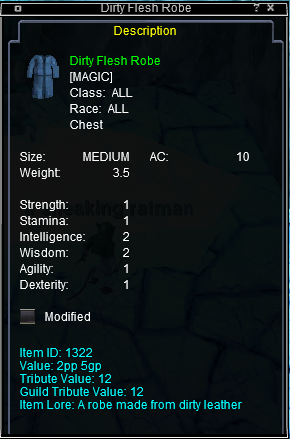 Dirty Flesh Robe ? X
Description
Dirty Flesh Robe
[MAGIC]
Class: ALL
Race: ALL
Chest
Size: MEDIUM AC: 10
Weight: 3.5
Strength: 1
Stamina: 1
Intelligence: 2
Wisdom: 2
Agility: 1
Dexterity: 1
Modified
Item ID: 1322
Value: 2pp 5gp
Tribute Value: 12
Guild Tribute Value: 12
Item Lore: A robe made from dirty leather